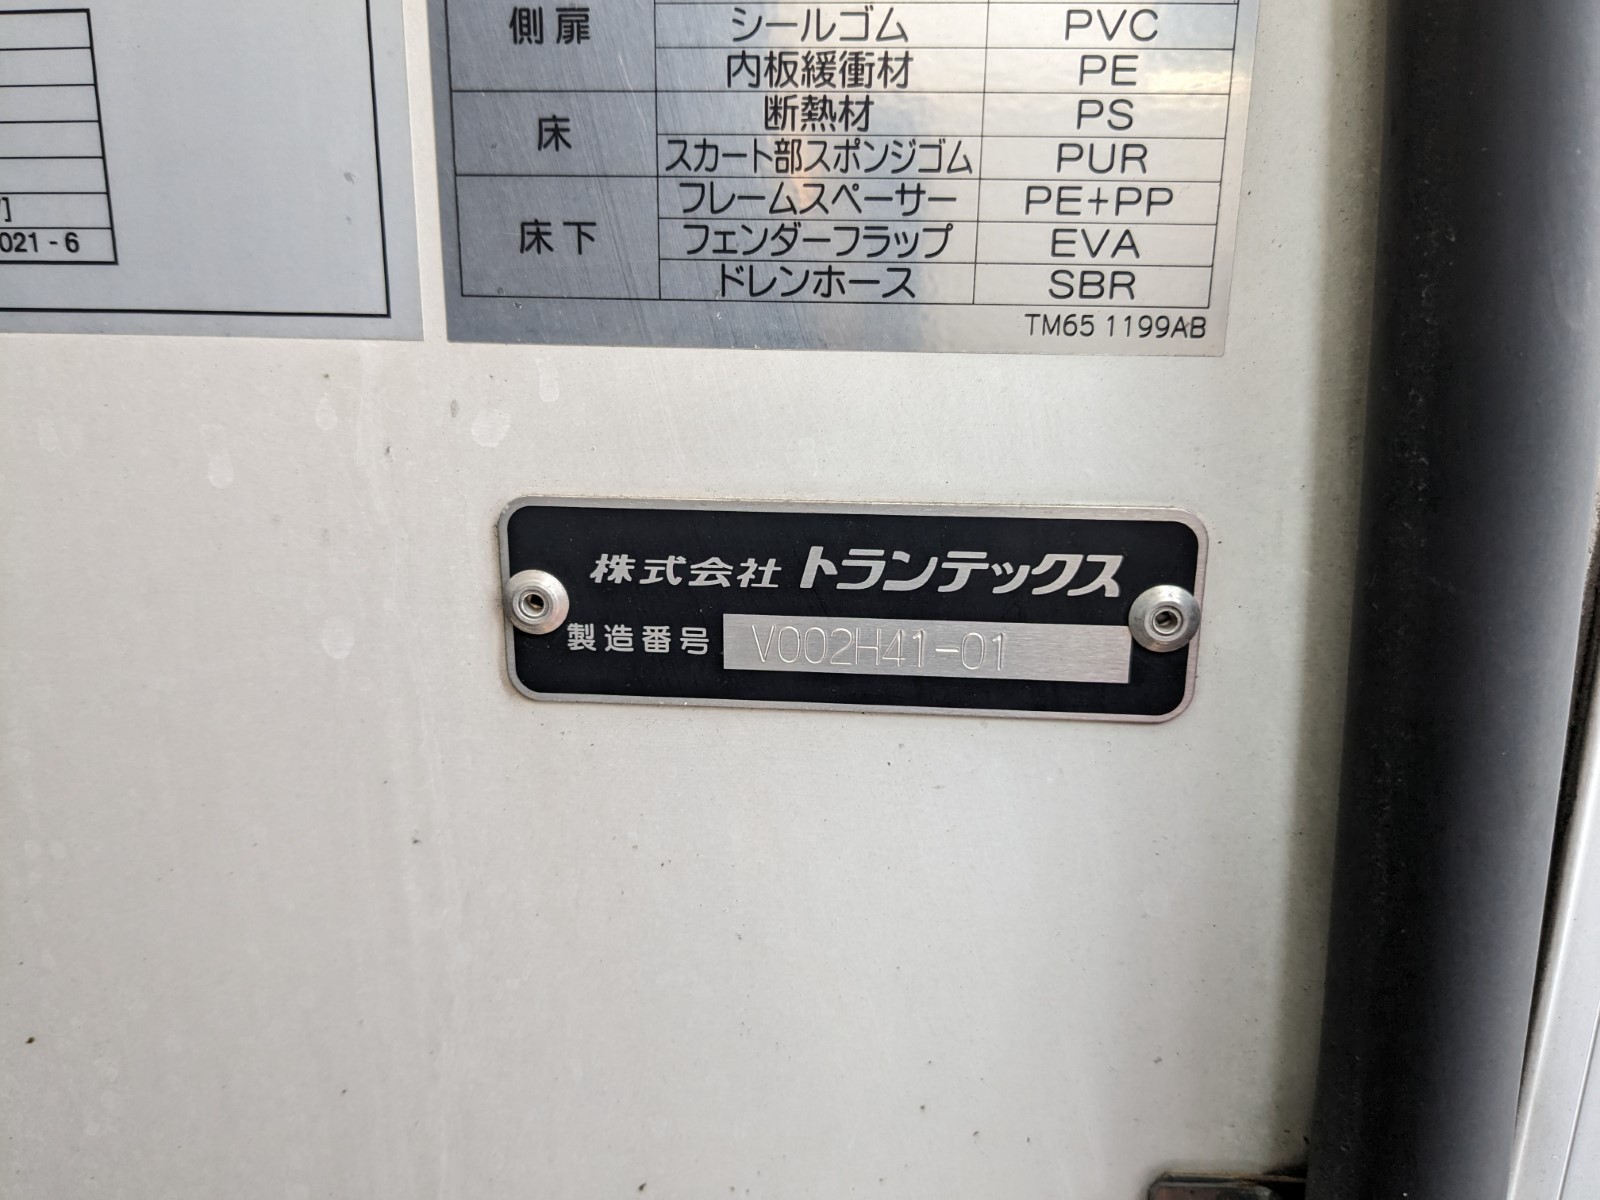 側扉
シールゴム PVC
内板緩衝材 PE
床
断熱材 PS
スカート部スポンジゴム PUR
床下
フレームスペーサー PE+PP
フェンダーフラップ EVA
ドレンホース SBR
TM65 1199AB
021-6
株式会社 トランテックス
製造番号 V002H41-01